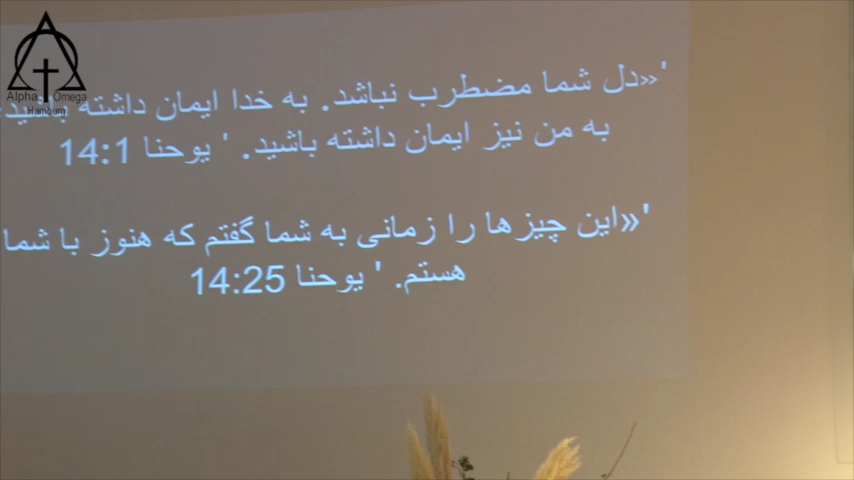 Alpha Omega
Hamburg
'«دل شما مضطرب نباشد. به خدا ایمان داشته باشید؛
به من نیز ایمان داشته باشید. ' یوحنا 14:1
'«این چیزها را زمانی به شما گفتم که هنوز با شما
هستم. ' یوحنا 14:25